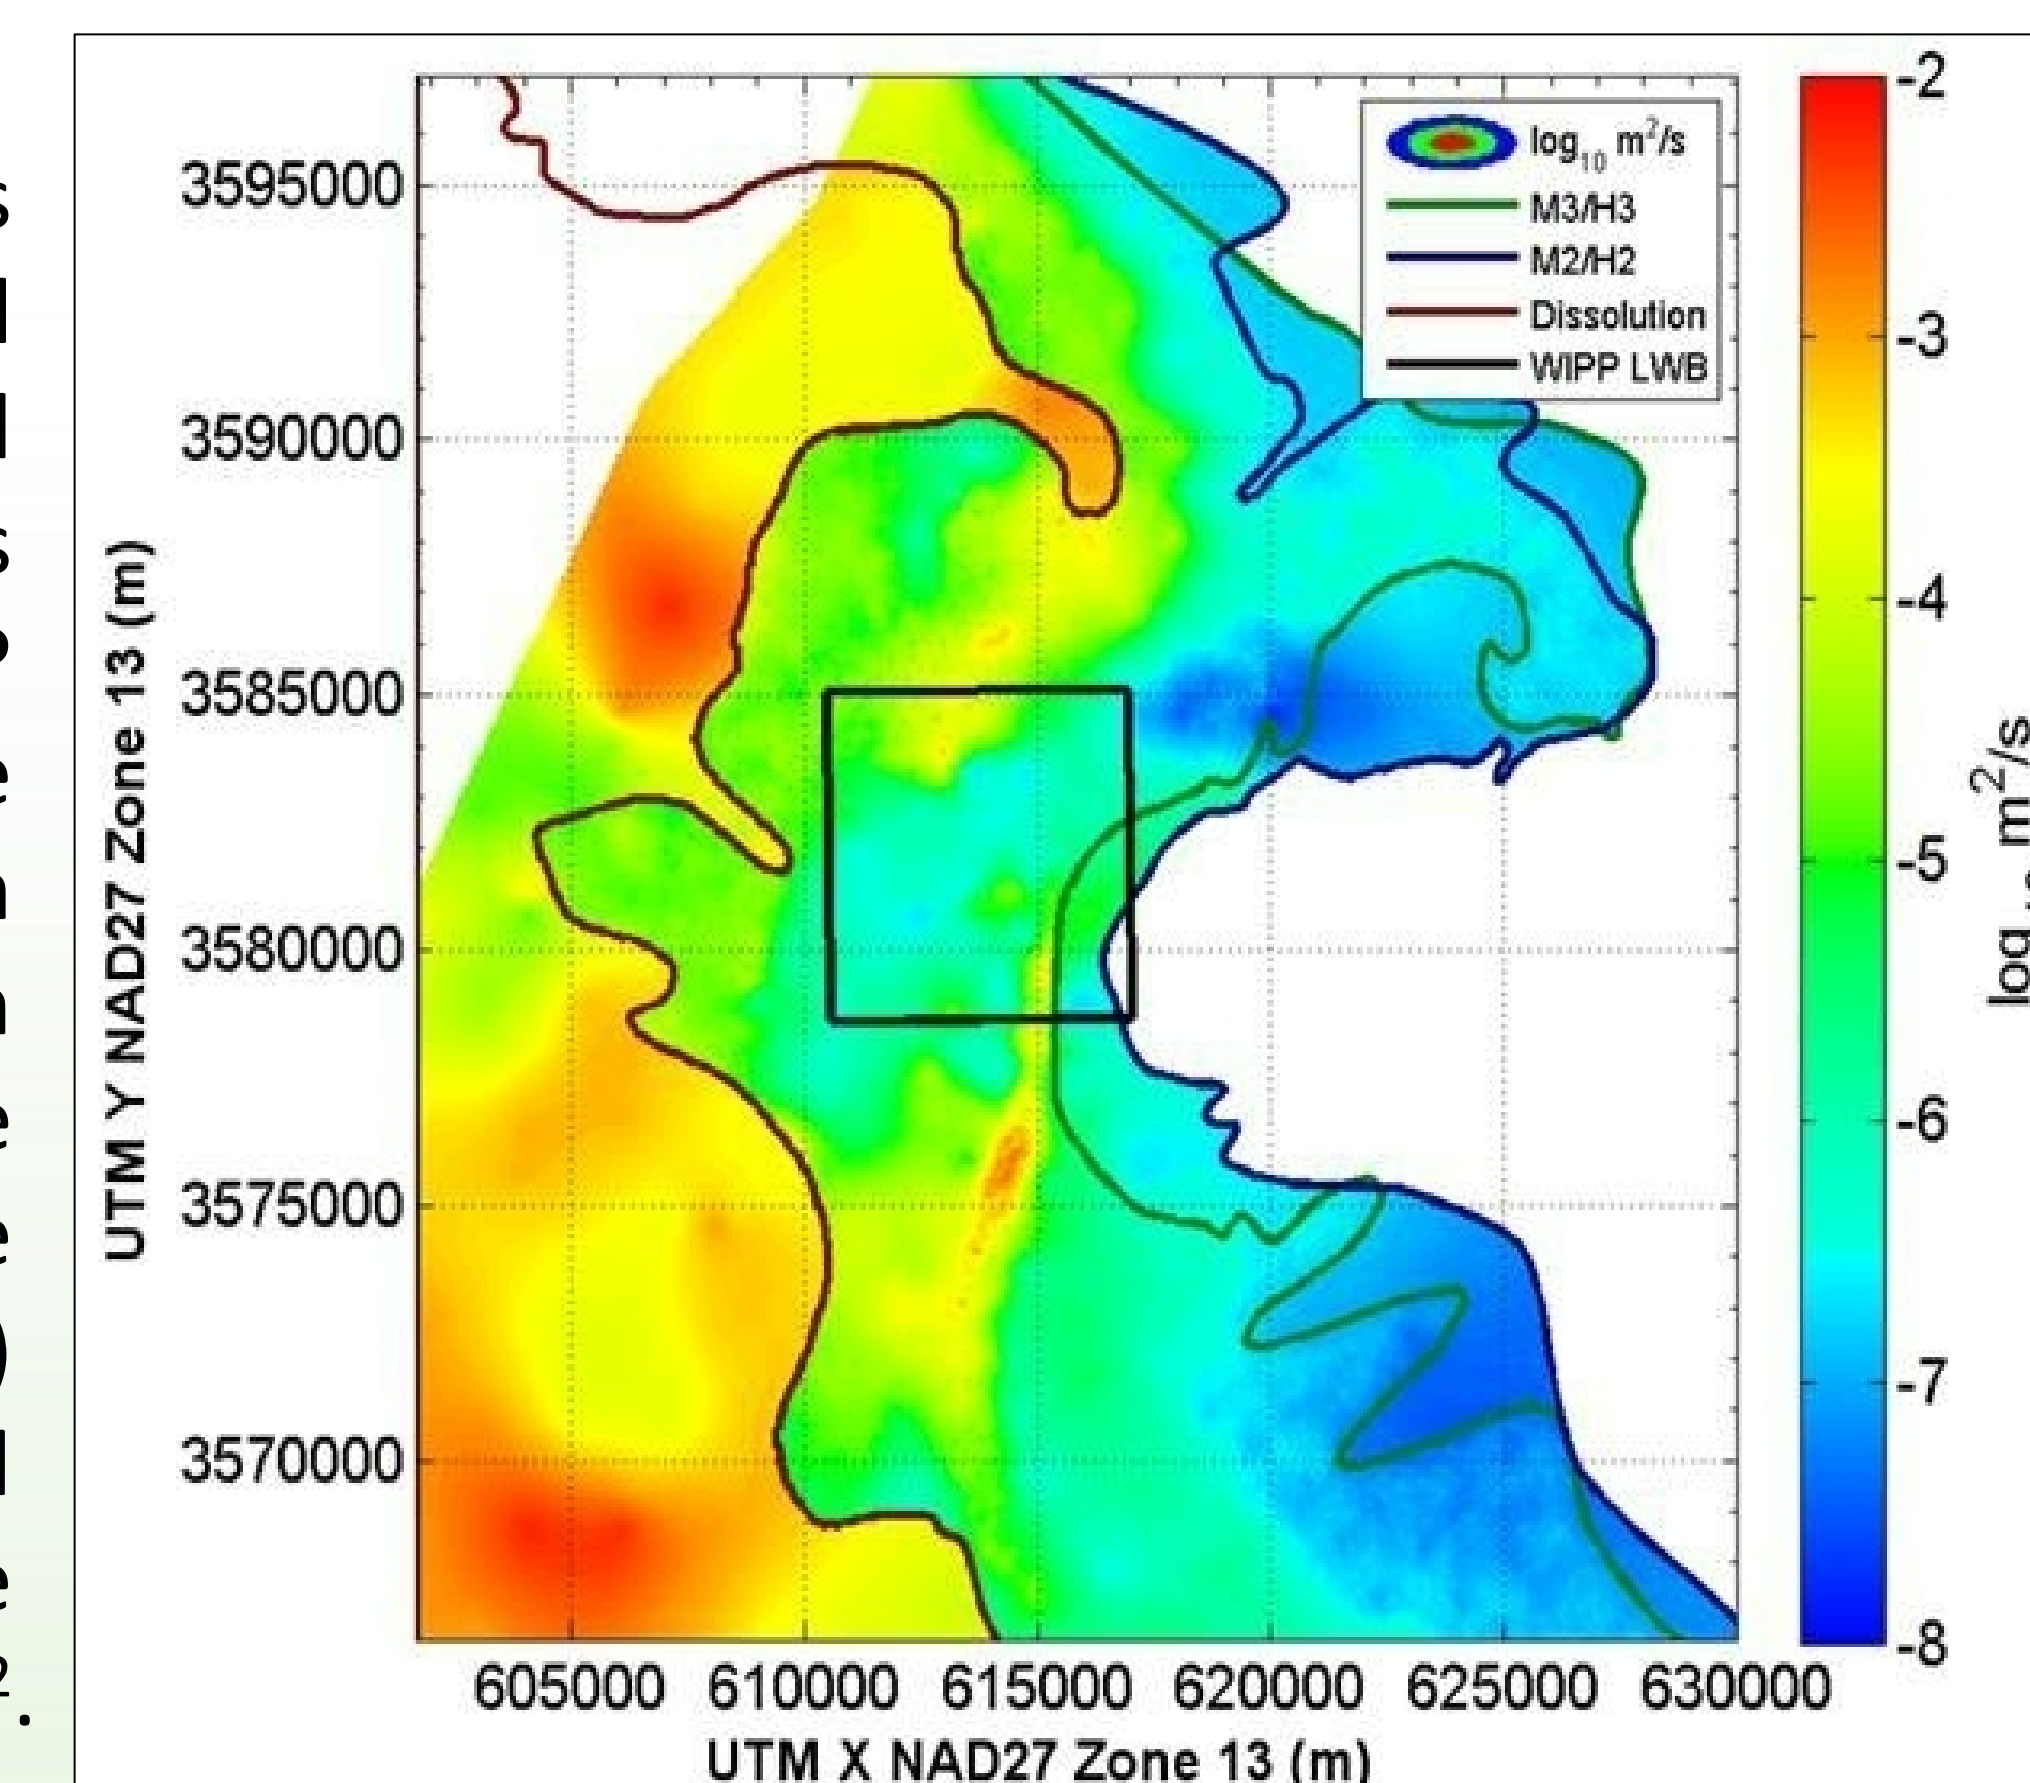 -2
log10 m2/s
3595000
M3/H3
M2/H2
Dissolution
-3
WIPP LWB
3590000
-4
3585000
UTM Y NAD27 Zone 13 (m)
-5
3580000
-6
3575000
-7
3570000
-8
605000 610000 615000 620000 625000 630000
UTM X NAD27 Zone 13 (m)